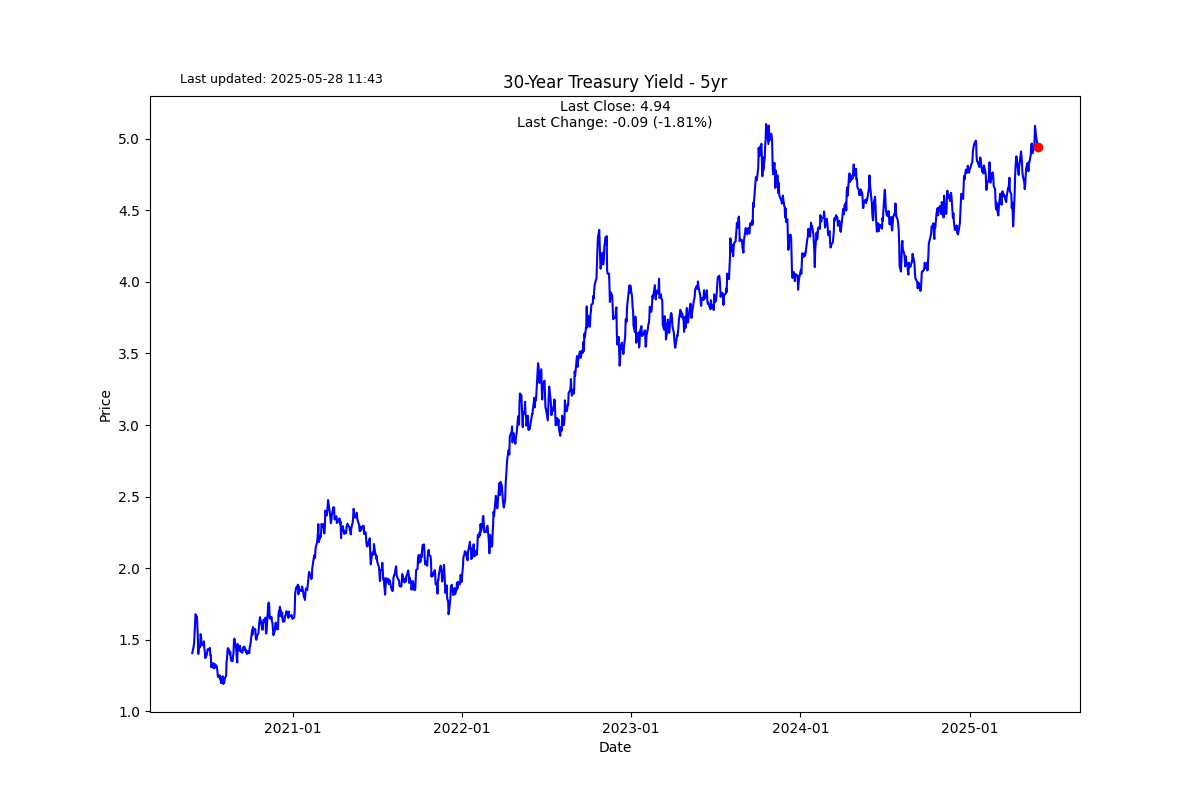 Last updated: 2025-05-28 11:43
30-Year Treasury Yield - 5yr
Last Close: 4.94
Last Change: -0.09 (-1.81%)
Price
5.0
4.5
4.0
3.5
3.0
2.5
2.0
1.5
1.0
2021-01
2022-01
2023-01
2024-01
2025-01
Date